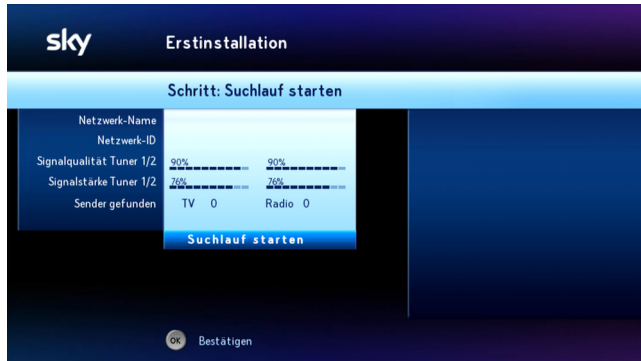 sky
Erstinstallation
Schritt: Suchlauf starten
Netzwerk-Name
Netzwerk-ID
Signalqualität Tuner 1/2 90% 90%
Signalstärke Tuner 1/2 76% 76%
Sender gefunden TV 0 Radio 0
Suchlauf starten
OK Bestätigen